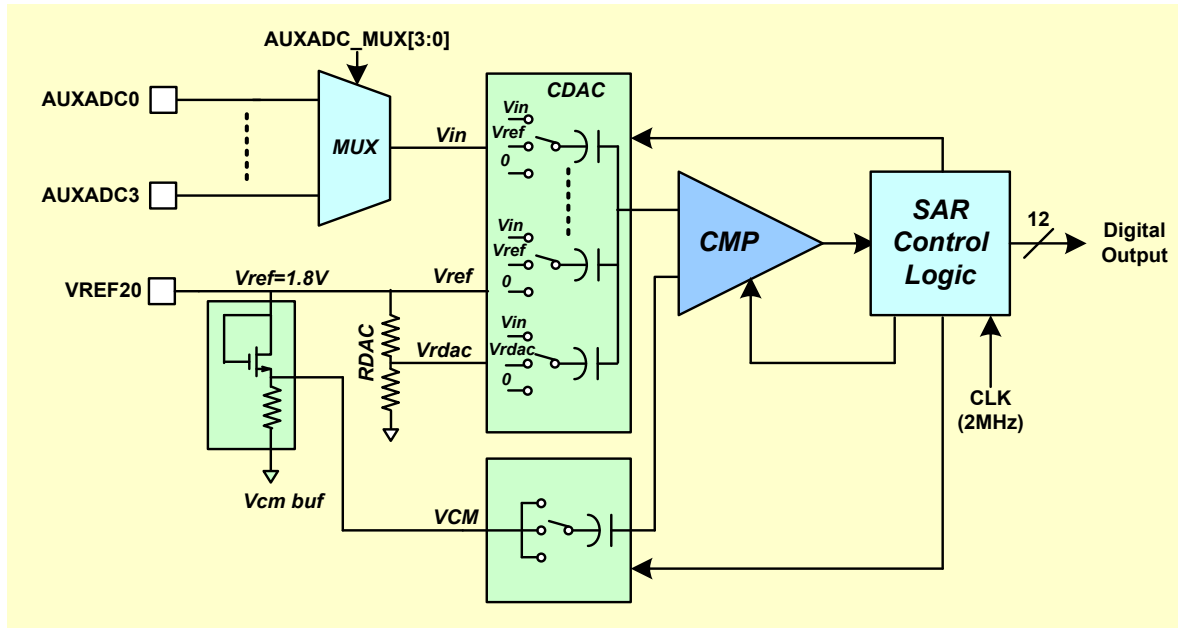 AUXADC_MUX[3:0]
AUXADC0
AUXADC3
MUX
Vin
CDAC
Vin
Vref
0
Vin
Vref
0
Vin
Vrdac
0
CMP
SAR
Control
Logic
12
Digital
Output
CLK
(2MHz)
VREF20
Vref=1.8V
Vref
RDAC
Vrdac
Vcm buf
VCM